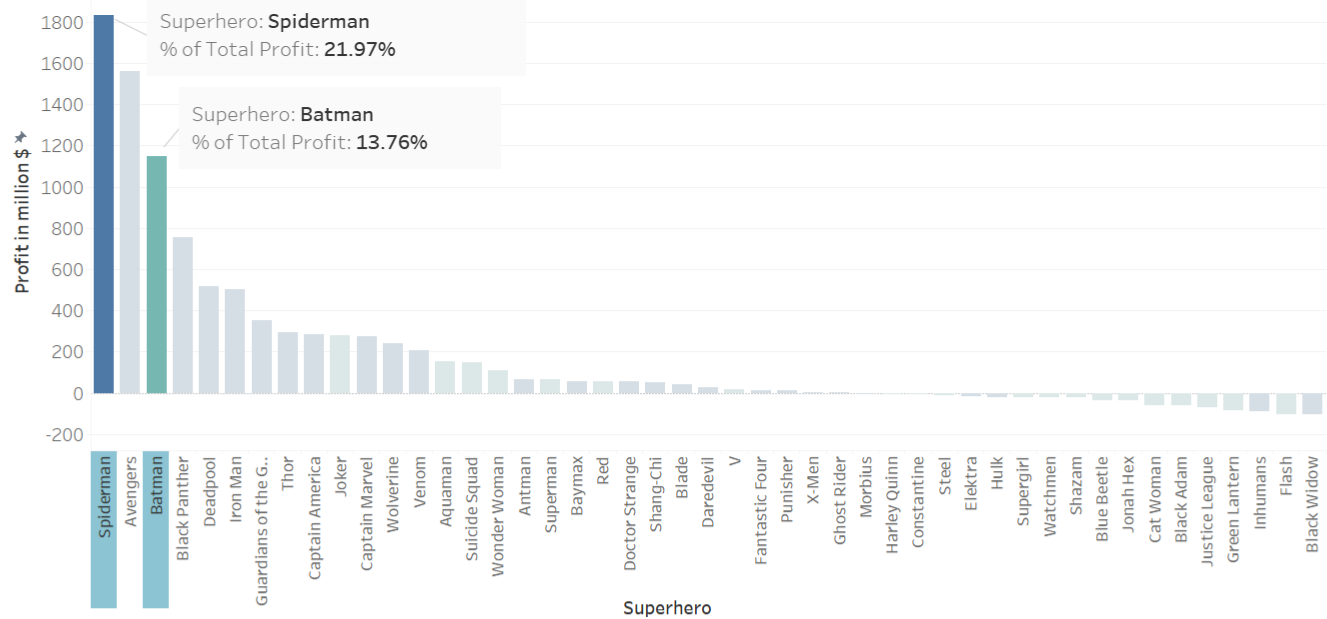 Superhero: Spiderman
% of Total Profit: 21.97%
Superhero: Batman
% of Total Profit: 13.76%
Profit in million $
1800
1600
1400
1200
1000
800
600
400
200
0
-200
Spiderman
Avengers
Batman
Black Panther
Deadpool
Iron Man
Guardians of the G..
Thor
Captain America
Joker
Captain Marvel
Wolverine
Venom
Aquaman
Suicide Squad
Wonder Woman
Antman
Superman
Baymax
Red
Doctor Strange
Shang-Chi
Blade
Daredevil
V
Fantastic Four
Punisher
X-Men
Ghost Rider
Morbius
Harley Quinn
Constantine
Steel
Elektra
Hulk
Supergirl
Watchmen
Shazam
Blue Beetle
Jonah Hex
Cat Woman
Black Adam
Justice League
Green Lantern
Inhumans
Flash
Black Widow
Superhero